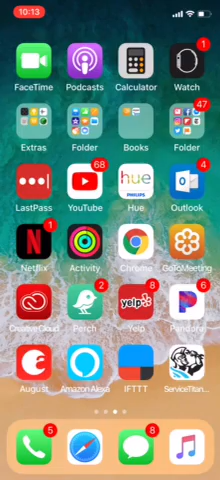 10:13
1
FaceTime Podcasts Calculator Watch
47
Extras Folder Books Folder
68 4
hue
PHILIPS
LastPass YouTube Hue Outlook
1
Netflix Activity Chrome GoToMeeting
2 8 6
yelp
Creative Cloud Perch Yelp Pandora
August Amazon Alexa IFTTT ServiceTitan...
5 8